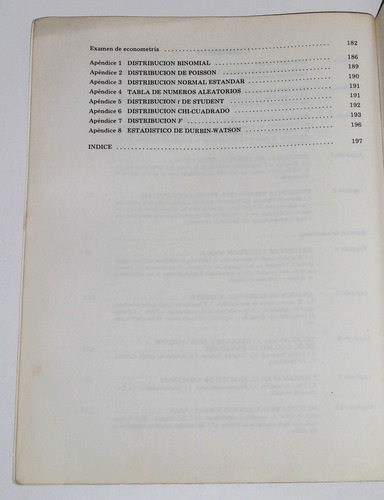 Examen de econometría 182
Apéndice 1 DISTRIBUCION BINOMIAL 186
Apéndice 2 DISTRIBUCION DE POISSON 189
Apéndice 3 DISTRIBUCION NORMAL ESTANDAR 190
Apéndice 4 TABLA DE NUMEROS ALEATORIOS 191
Apéndice 5 DISTRIBUCION t DE STUDENT 191
Apéndice 6 DISTRIBUCION CHI-CUADRADO 192
Apéndice 7 DISTRIBUCION F 193
Apéndice 8 ESTADISTICO DE DURBIN-WATSON 196
INDICE 197